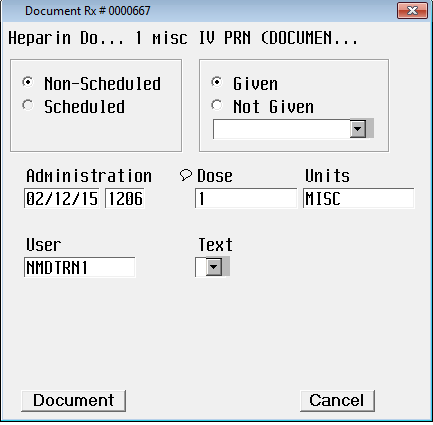 Document Rx # 0000667
Heparin Do... 1 misc IV PRN (DOCUMEN...
Non-Scheduled
Scheduled
Given
Not Given
Administration Dose Units
02/12/15 1206 1 MISC
User Text
NMDTRN1
Document Cancel